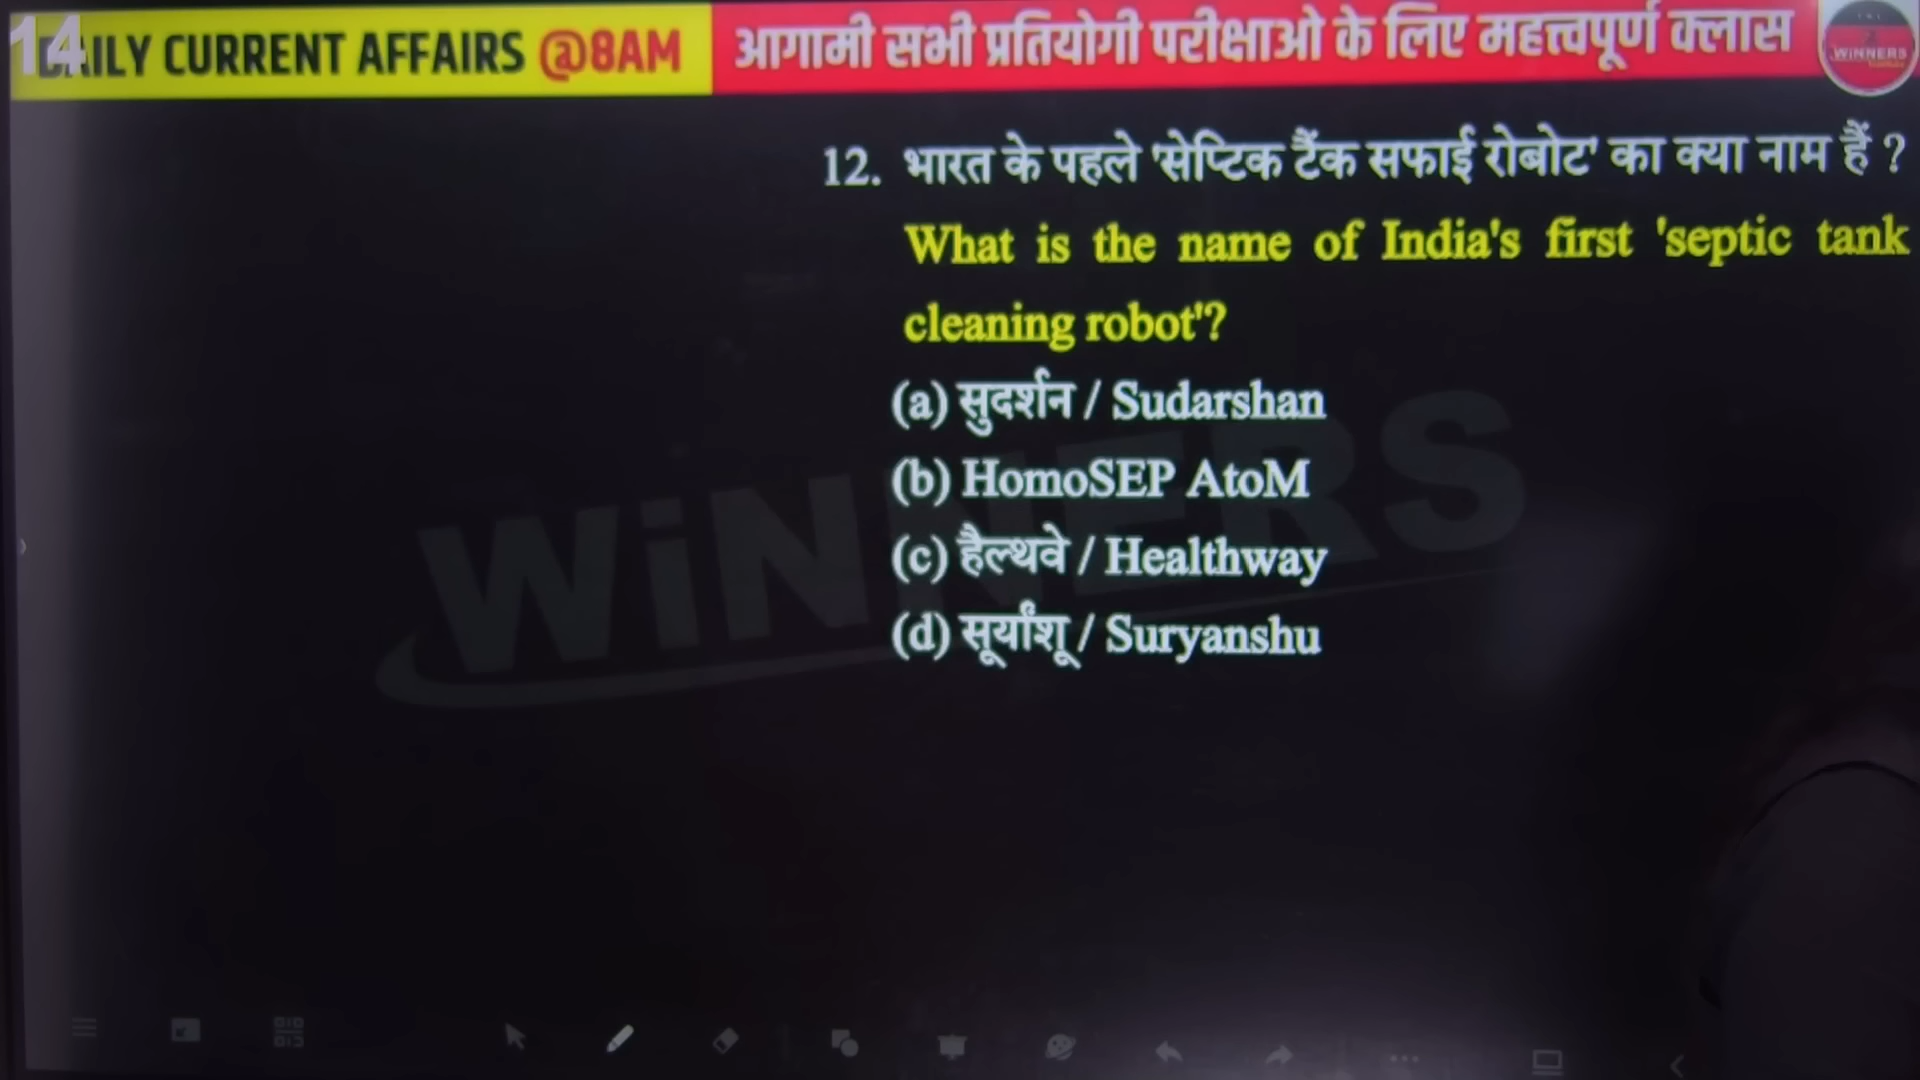 14
DAILY CURRENT AFFAIRS @8AM
आगामी सभी प्रतियोगी परीक्षाओ के लिए महत्त्वपूर्ण क्लास
WINNERS
12. भारत के पहले 'सेप्टिक टैंक सफाई रोबोट' का क्या नाम हैं ?
What is the name of India's first 'septic tank
cleaning robot'?
(a) सुदर्शन / Sudarshan
(b) HomoSEP AtoM
(c) हैल्थवे / Healthway
(d) सूर्यांशू / Suryanshu
WiNNERS